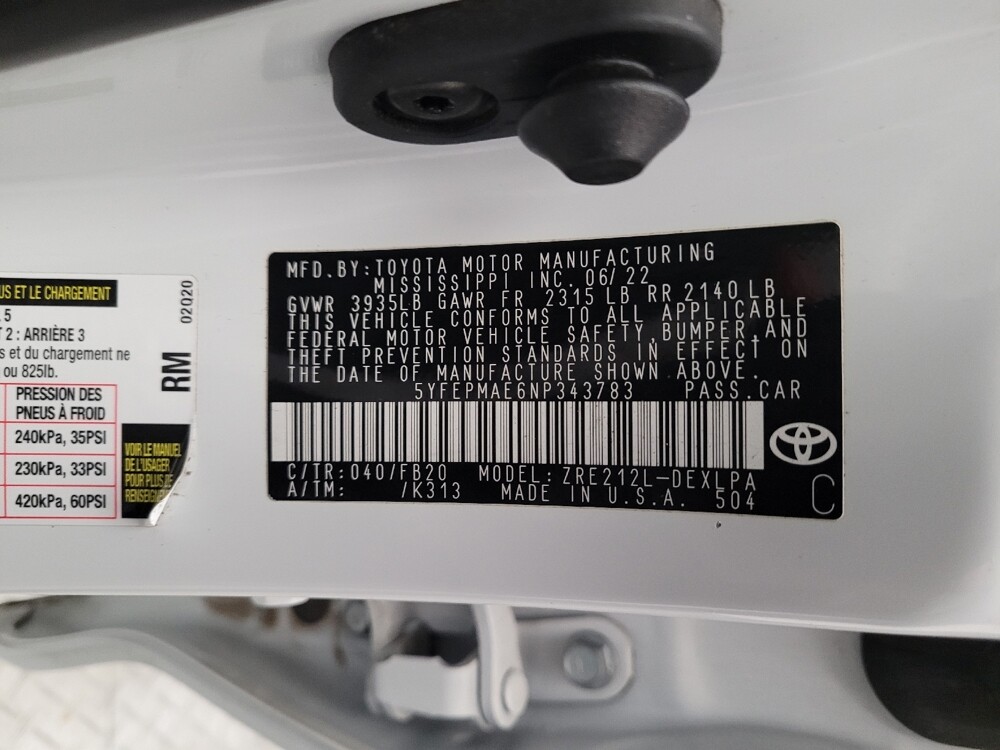 US ET LE CHARGEMENT
5
T 2 : ARRIÈRE 3
s et du chargement ne
ou 825lb.
PRESSION DES
PNEUS À FROID
240kPa, 35PSI
230kPa, 33PSI
420kPa, 60PSI
02020
RM
VOIR LE MANUEL
DE L'USAGER
POUR PLUS DE
MFD.BY:TOYOTA MOTOR MANUFACTURING
MISSISSIPPI INC. 06/22
GVWR 3935LB GAWR FR 2315 LB RR 2140 LB
THIS VEHICLE CONFORMS TO ALL APPLICABLE
FEDERAL MOTOR VEHICLE SAFETY,BUMPER,AND
THEFT PREVENTION STANDARDS IN EFFECT ON
THE DATE OF MANUFACTURE SHOWN ABOVE.
5YFEPMAE6NP343783 PASS.CAR
C/TR:040/FB20 MODEL:ZRE212L-DEXLPA
A/TM: /K313 MADE IN U.S.A. 504
C